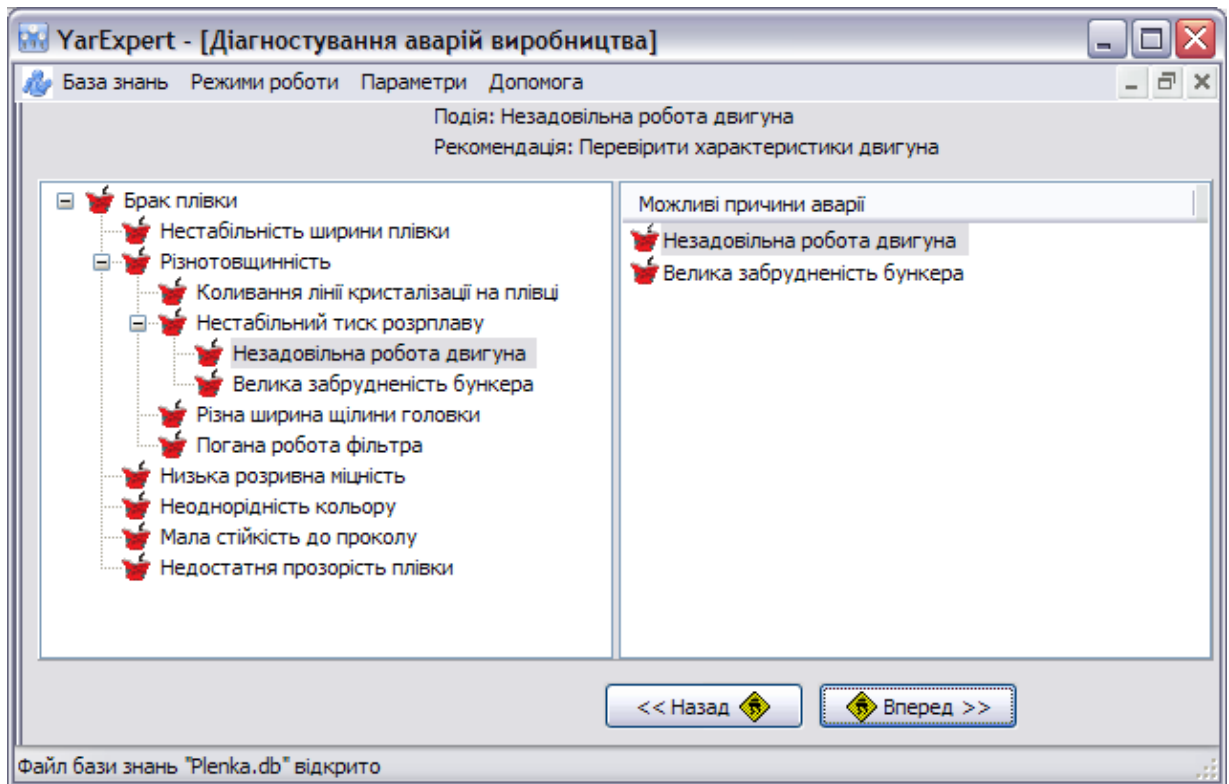 YarExpert - [Діагностування аварій виробництва]
База знань Режими роботи Параметри Допомога
Подія: Незадовільна робота двигуна
Рекомендація: Перевірити характеристики двигуна
Брак плівки
Нестабільність ширини плівки
Різнотовщинність
Коливання лінії кристалізації на плівці
Нестабільний тиск розрплаву
Незадовільна робота двигуна
Велика забрудненість бункера
Різна ширина щілини головки
Погана робота фільтра
Низька розривна міцність
Неоднорідність кольору
Мала стійкість до проколу
Недостатня прозорість плівки
Можливі причини аварії
Незадовільна робота двигуна
Велика забрудненість бункера
<< Назад
Вперед >>
Файл бази знань "Plenka.db" відкрито